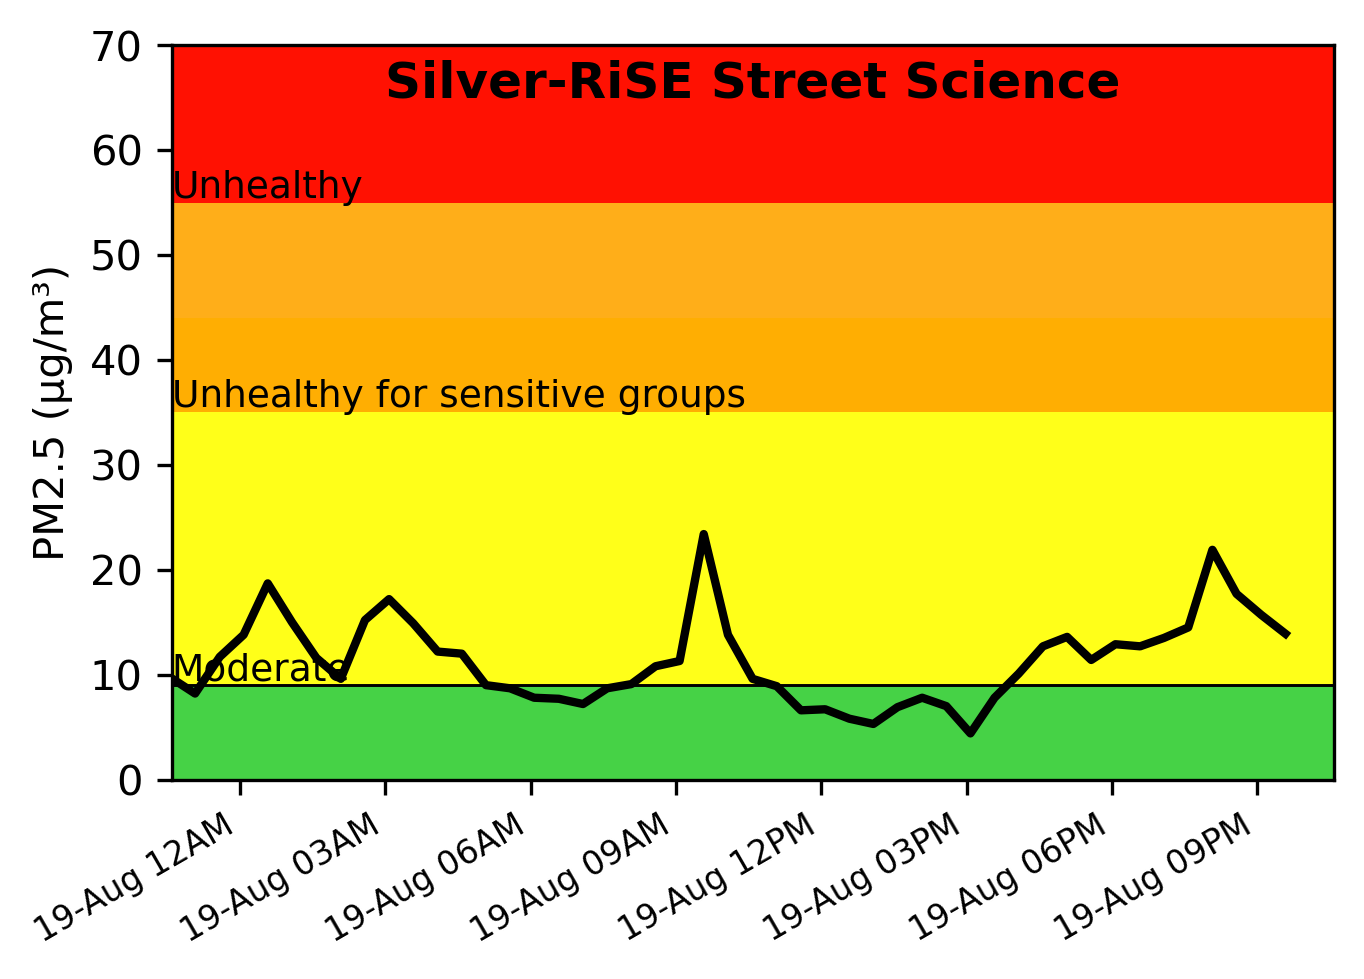 Silver-RiSE Street Science
PM2.5 (µg/m³)
70
60
50
40
30
20
10
0
Unhealthy
Unhealthy for sensitive groups
Moderate
19-Aug 12AM
19-Aug 03AM
19-Aug 06AM
19-Aug 09AM
19-Aug 12PM
19-Aug 03PM
19-Aug 06PM
19-Aug 09PM